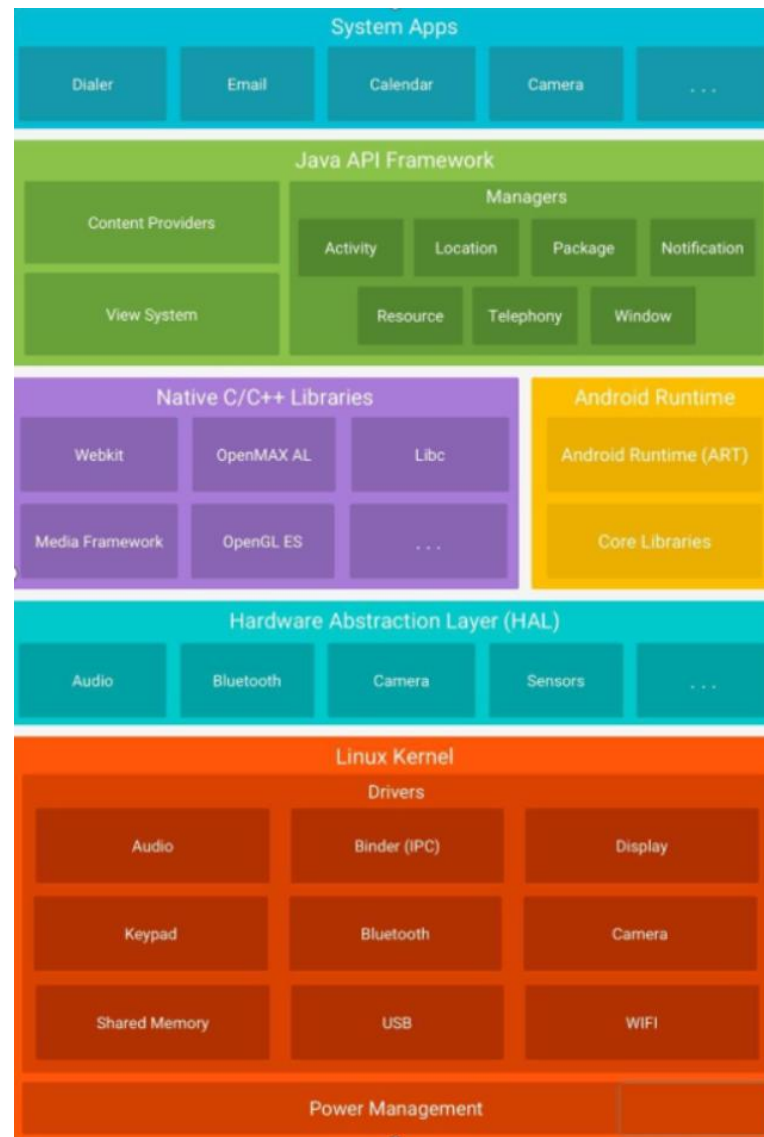 System Apps
Dialer Email Calendar Camera ...
Java API Framework
Content Providers
View System
Managers
Activity Location Package Notification
Resource Telephony Window
Native C/C++ Libraries
Webkit OpenMAX AL Libc
Media Framework OpenGL ES ...
Android Runtime
Android Runtime (ART)
Core Libraries
Hardware Abstraction Layer (HAL)
Audio Bluetooth Camera Sensors ...
Linux Kernel
Drivers
Audio Binder (IPC) Display
Keypad Bluetooth Camera
Shared Memory USB WIFI
Power Management